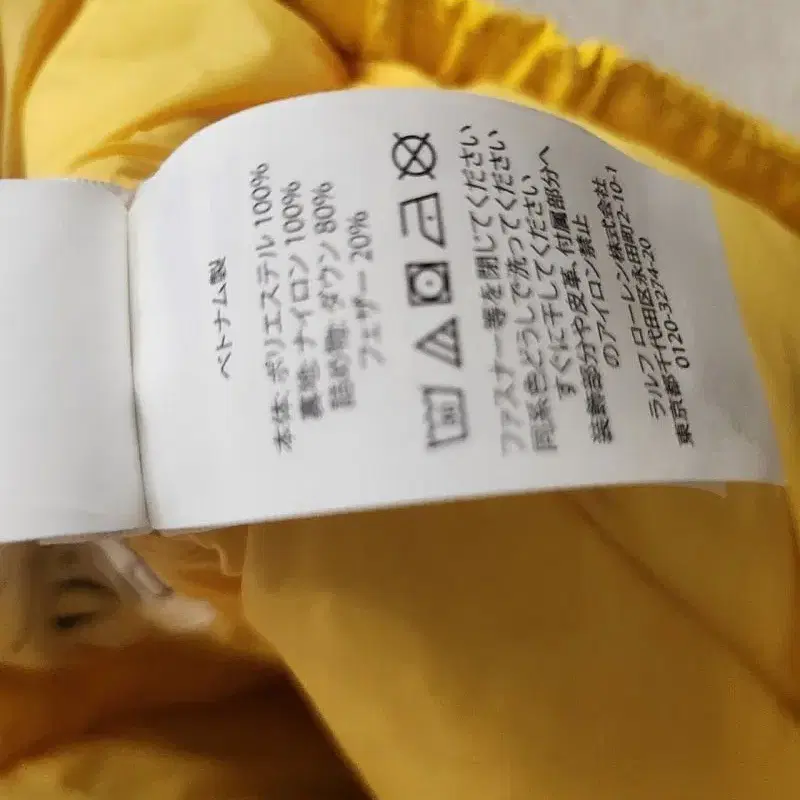 ベトナム製
本体: ポリエステル 100%
裏地: ナイロン 100%
詰め物: ダウン 80%
フェザー 20%
ファスナー等を閉じてください
同系色どうしで洗ってください
すぐに干してください
装飾部分や皮革、付属部分へ
のアイロン禁止
ラルフ ローレン株式会社
東京都千代田区永田町2-10-1
0120-3274-20